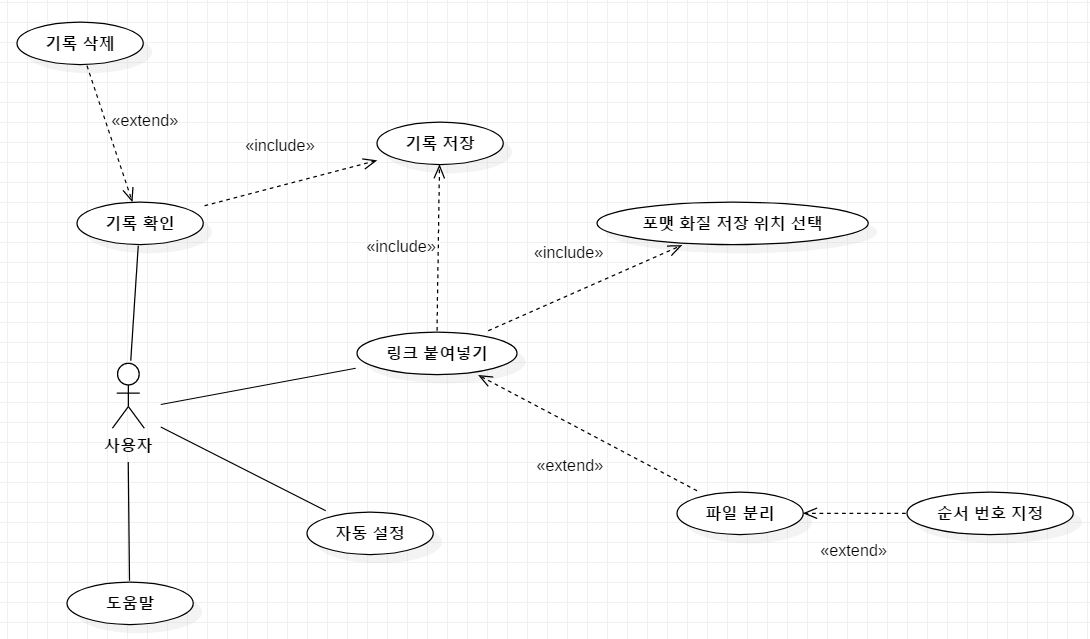 기록 삭제
«extend»
«include»
기록 저장
기록 확인
포맷 화질 저장 위치 선택
«include»
«include»
링크 붙여넣기
사용자
«extend»
파일 분리
순서 번호 지정
자동 설정
«extend»
도움말